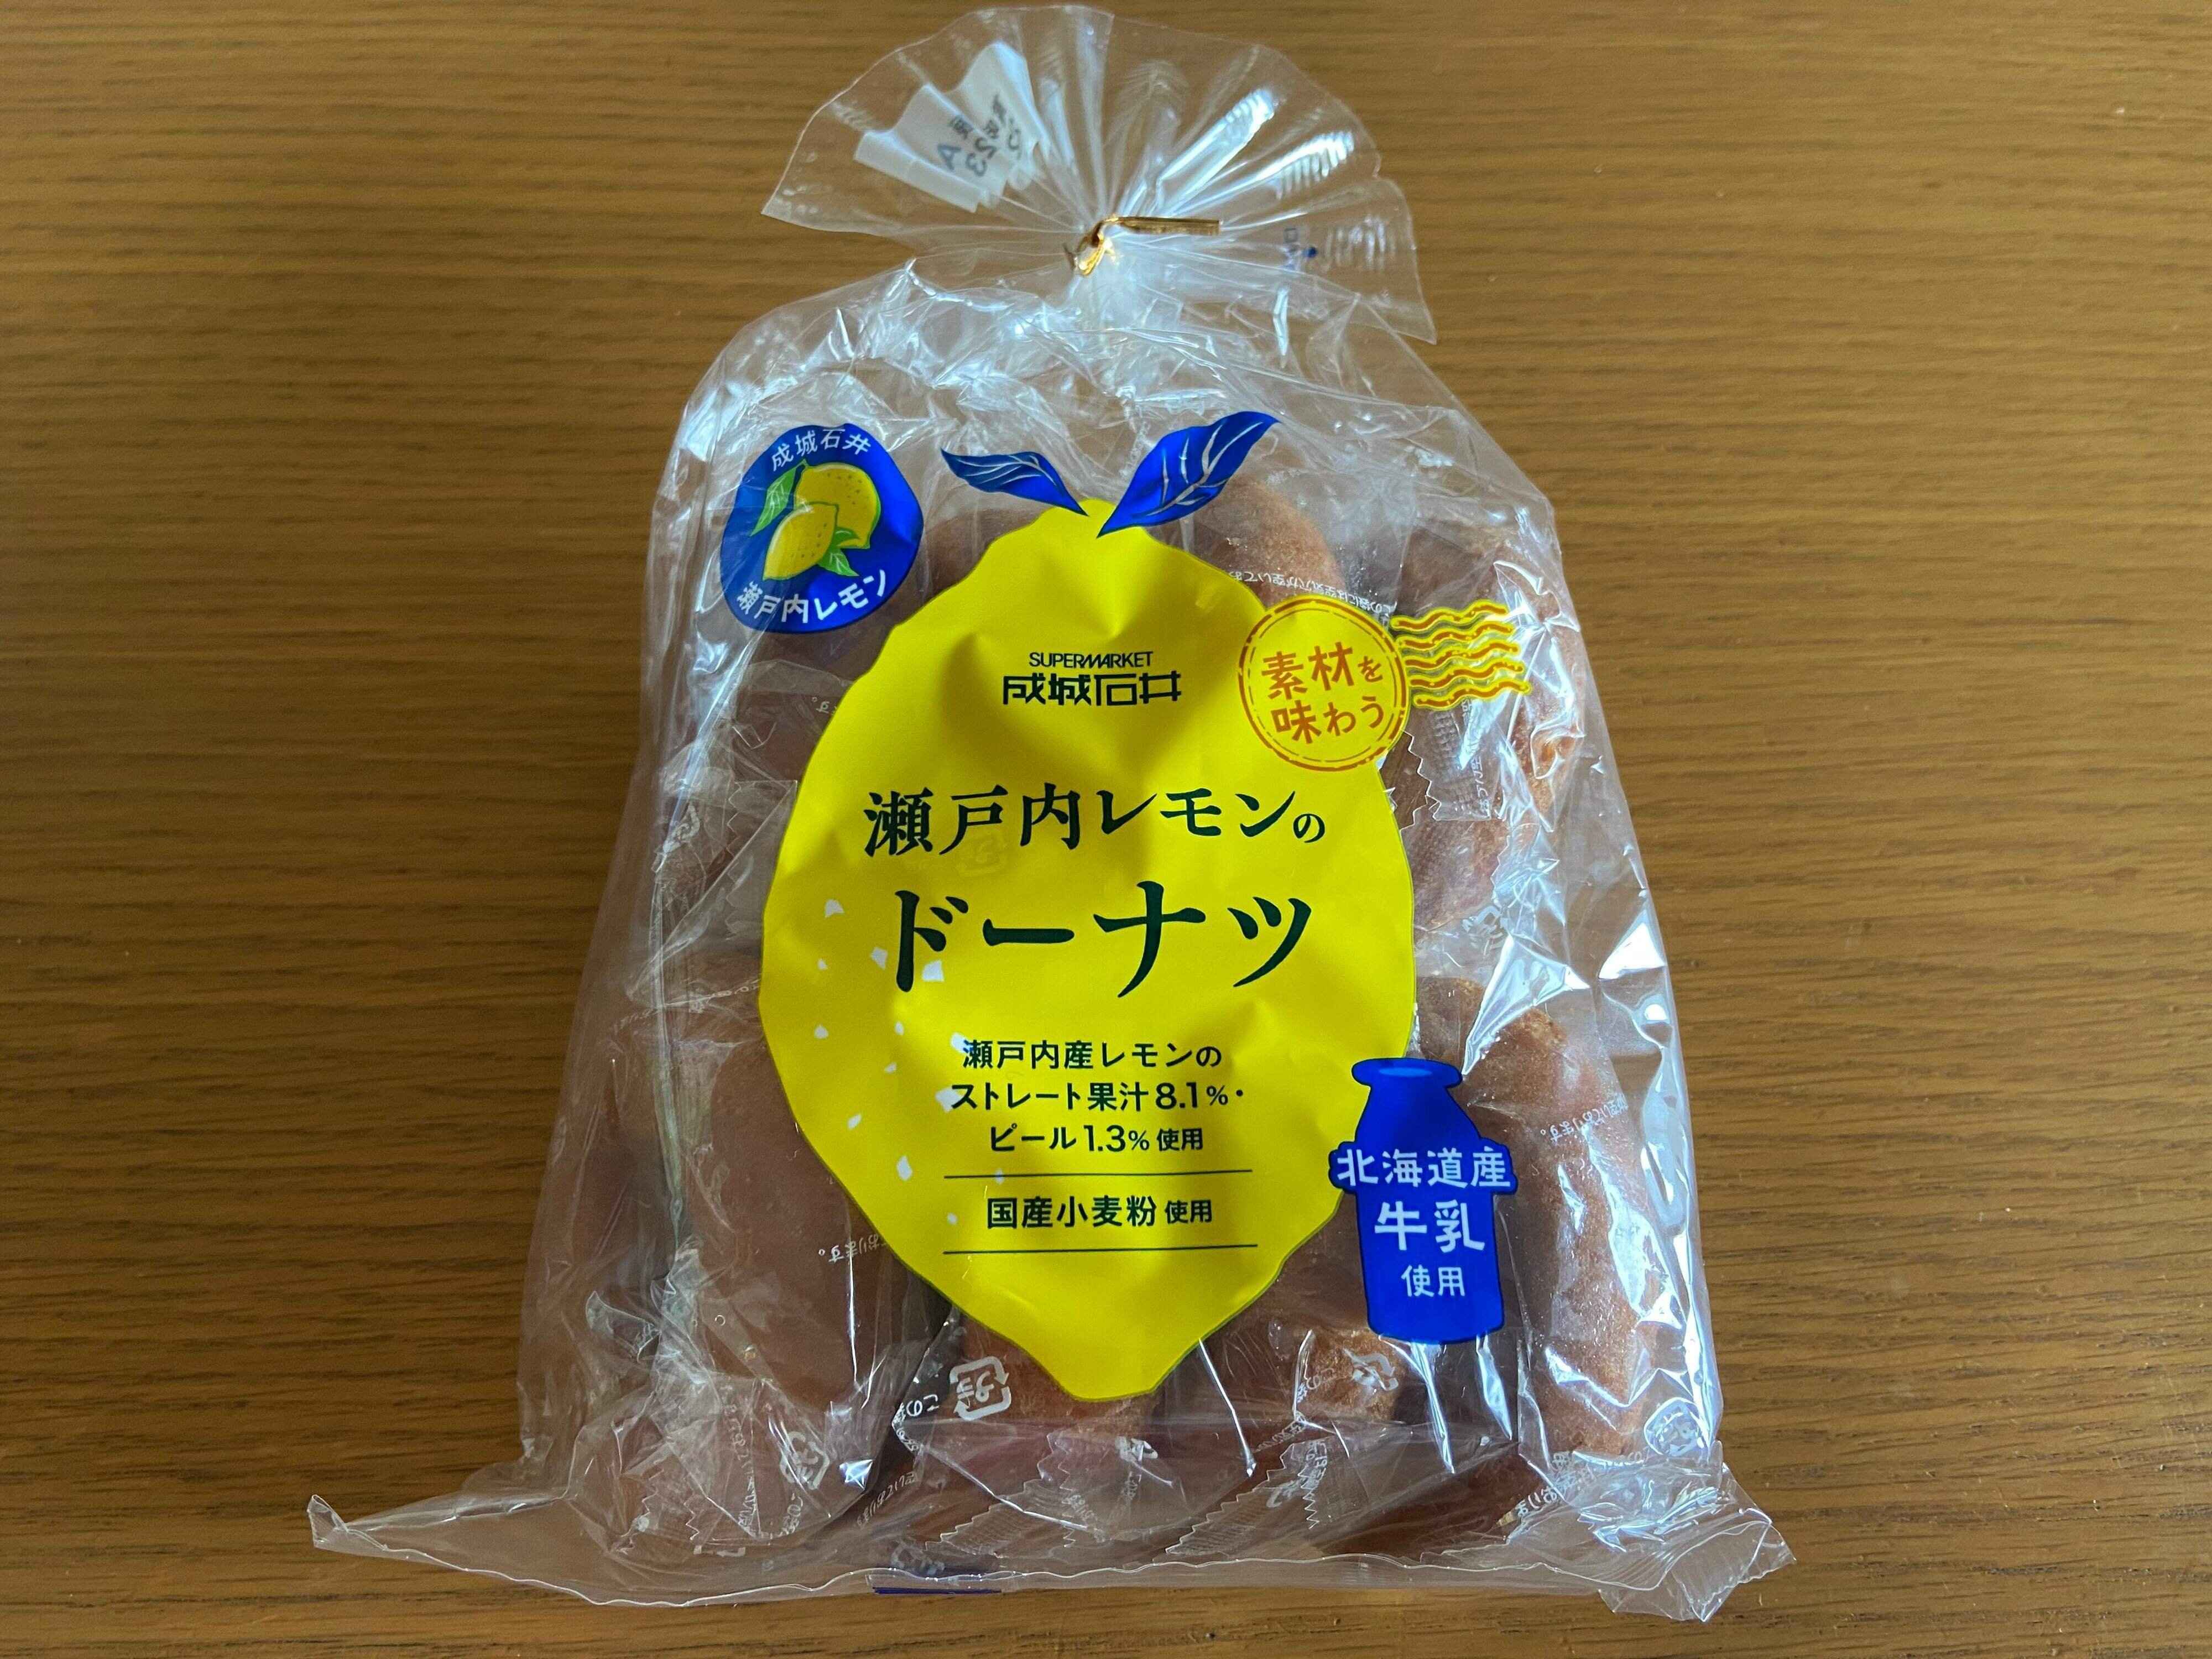 成城石井
瀬戸内レモン
SUPERMARKET
成城石井
素材を
味わう
瀬戸内レモンの
ドーナツ
瀬戸内産レモンの
ストレート果汁8.1%・
ピール1.3%使用
国産小麦粉使用
北海道産
牛乳
使用
プラ